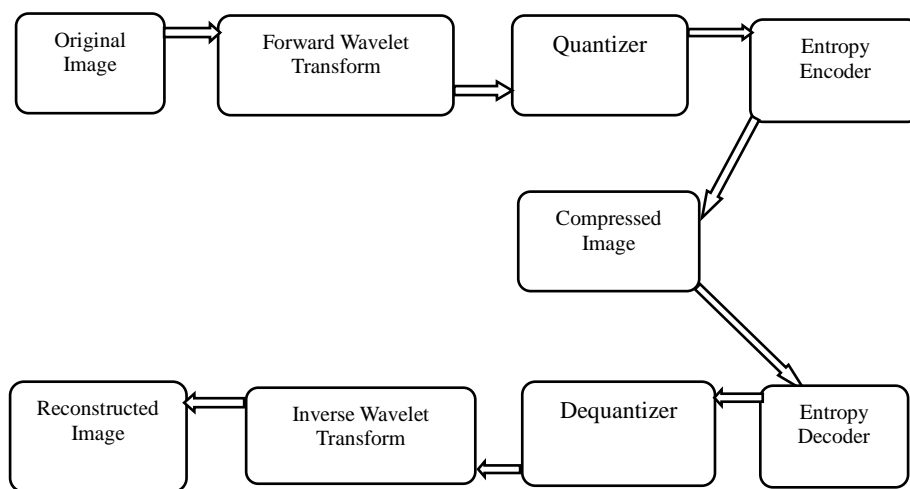 Original
Image
Forward Wavelet
Transform
Quantizer
Entropy
Encoder
Compressed
Image
Reconstructed
Image
Inverse Wavelet
Transform
Dequantizer
Entropy
Decoder